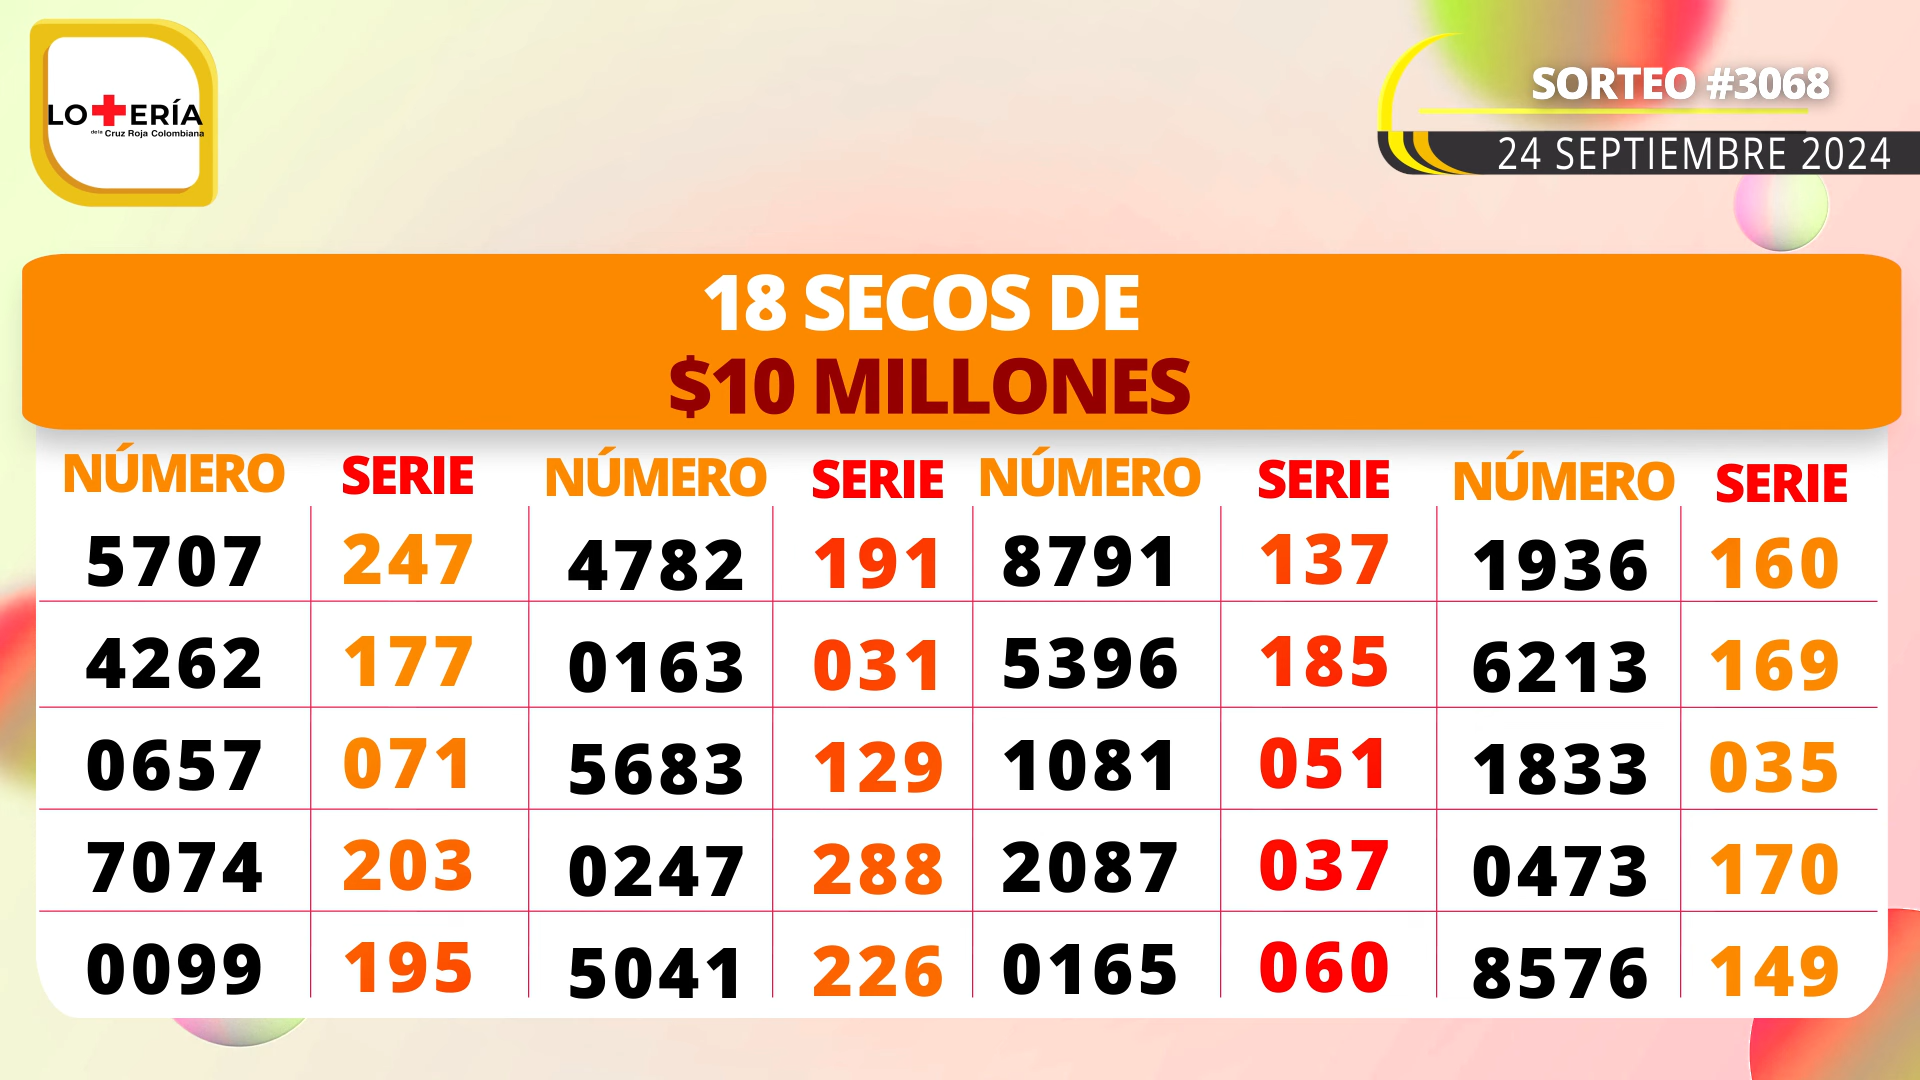 LO+ERÍA
de la Cruz Roja Colombiana
SORTEO #3068
24 SEPTIEMBRE 2024
18 SECOS DE
$10 MILLONES
NÚMERO SERIE NÚMERO SERIE NÚMERO SERIE NÚMERO SERIE
5707 247 4782 191 8791 137 1936 160
4262 177 0163 031 5396 185 6213 169
0657 071 5683 129 1081 051 1833 035
7074 203 0247 288 2087 037 0473 170
0099 195 5041 226 0165 060 8576 149